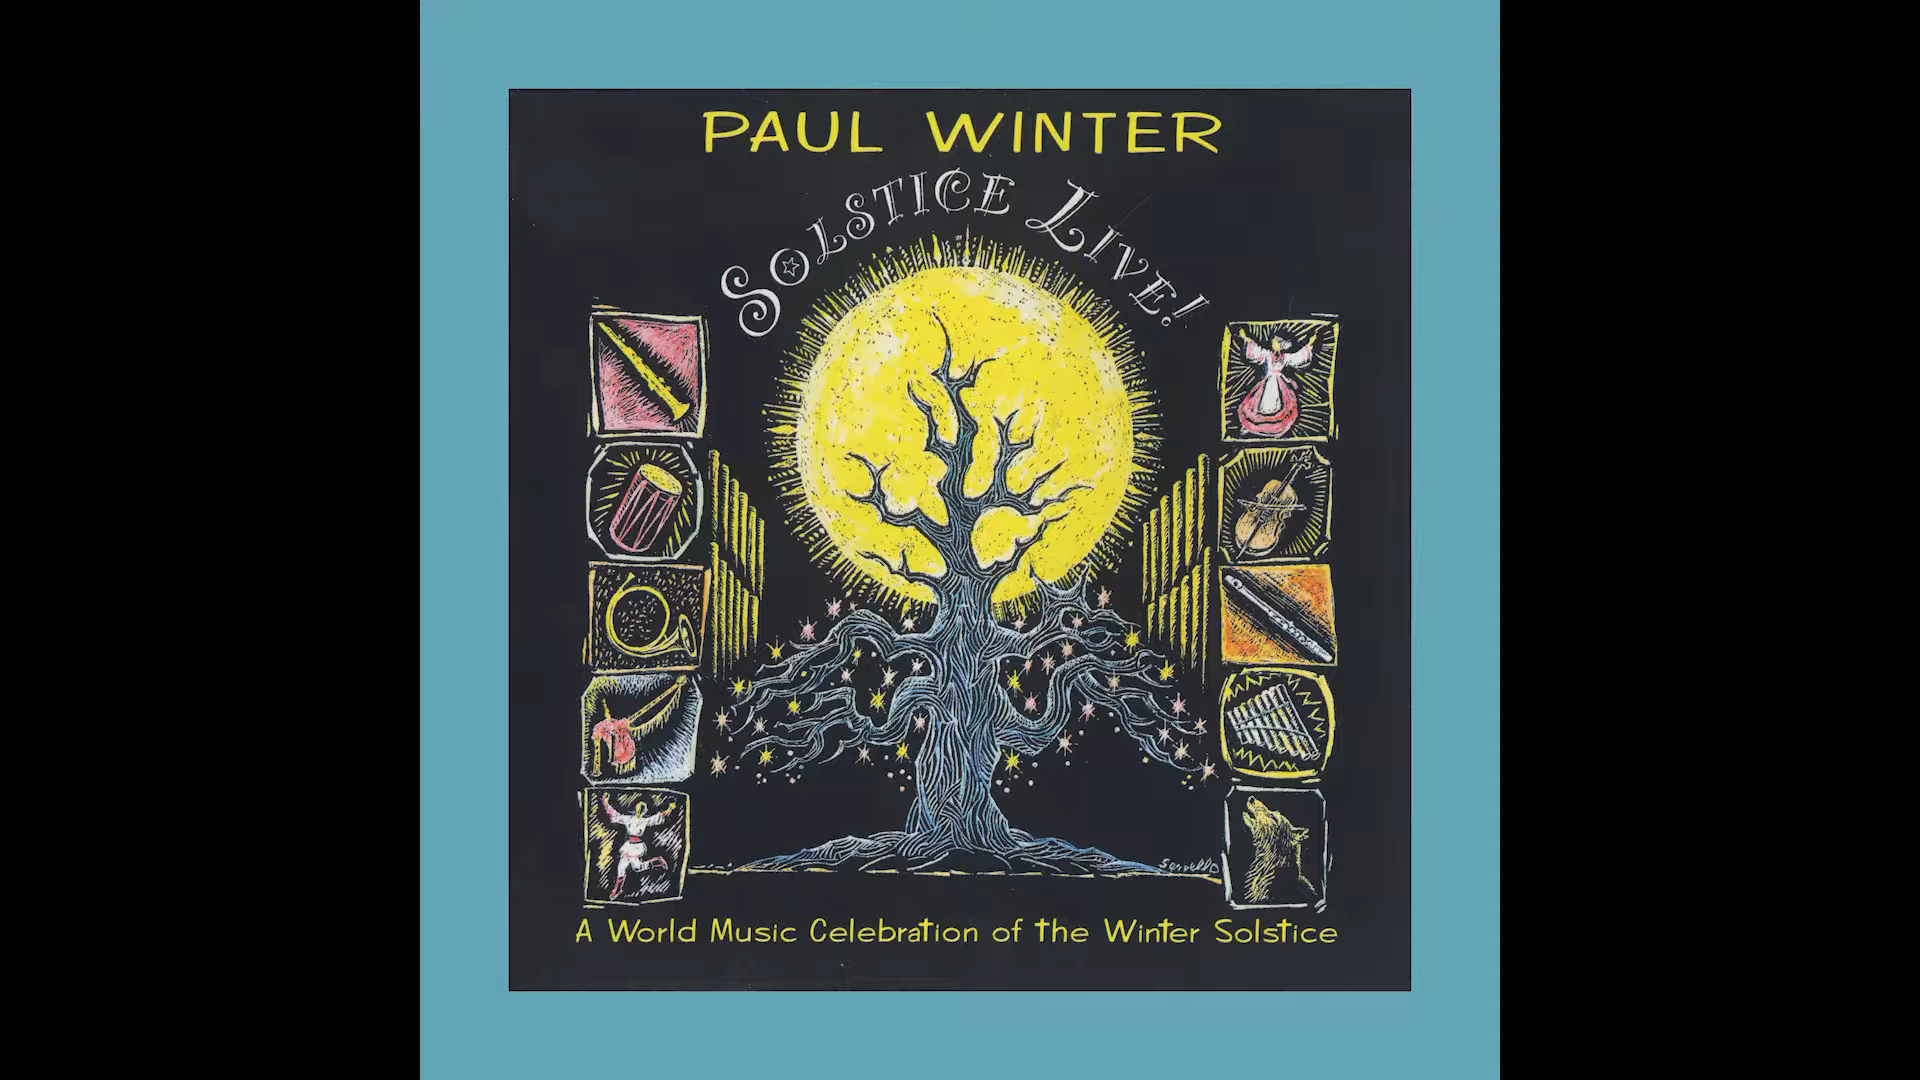 PAUL WINTER
SOLSTICE LIVE!
A World Music Celebration of the Winter Solstice